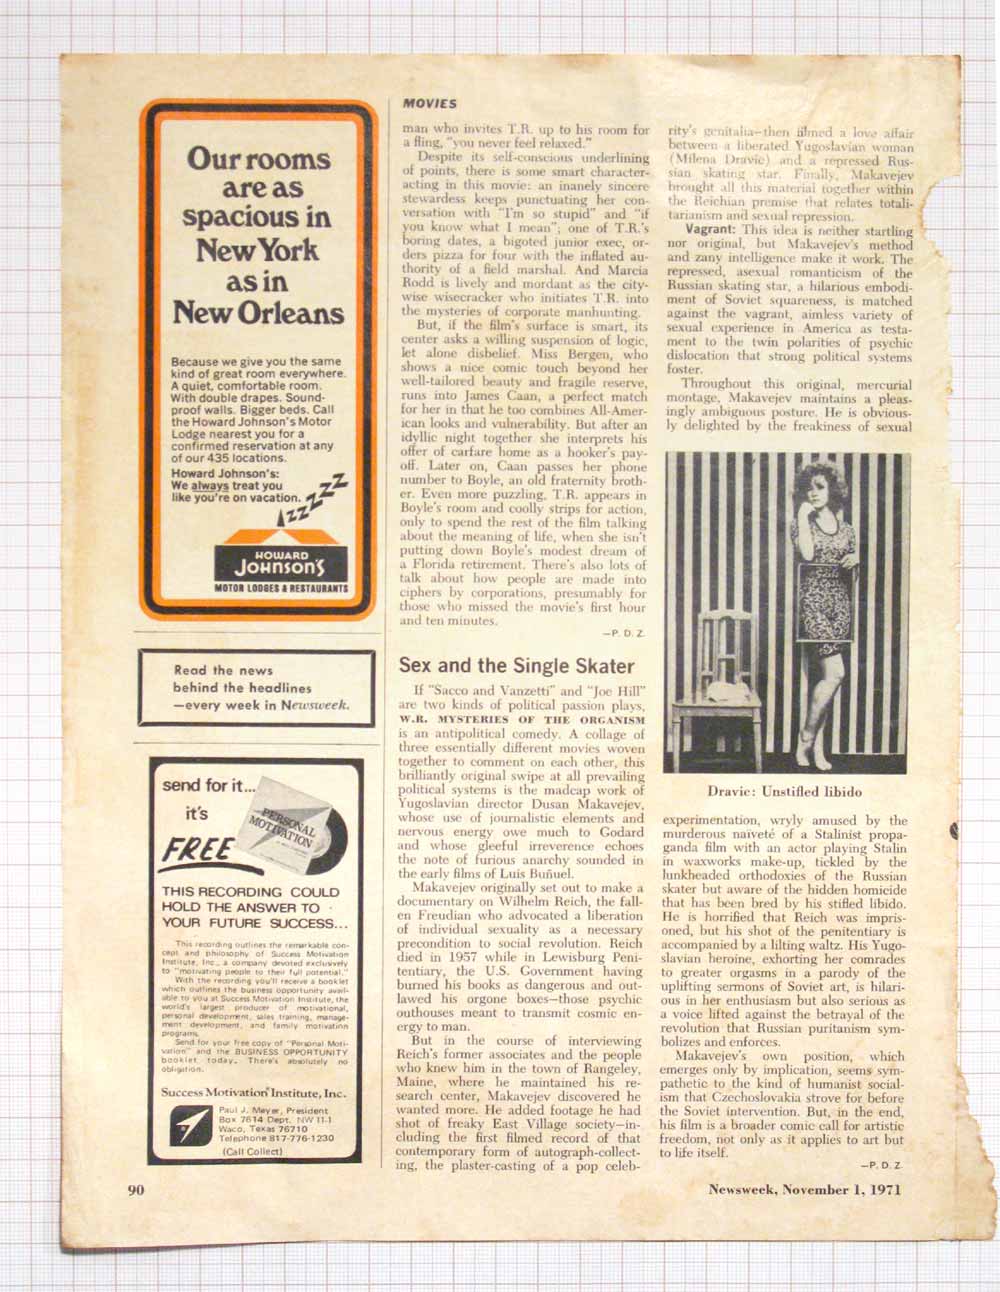 Our rooms
are as
spacious in
New York
as in
New Orleans
Because we give you the same
kind of great room everywhere.
A quiet, comfortable room.
With double drapes. Sound-
proof walls. Bigger beds. Call
the Howard Johnson's Motor
Lodge nearest you for a
confirmed reservation at any
of our 435 locations.
Howard Johnson's:
We always treat you
like you're on vacation.
zzzzzz
HOWARD
JOHNSON'S
MOTOR LODGES & RESTAURANTS
Read the news
behind the headlines
—every week in Newsweek.
send for it...
it's
FREE
PERSONAL
MOTIVATION
THIS RECORDING COULD
HOLD THE ANSWER TO
YOUR FUTURE SUCCESS...
This recording outlines the remarkable con-
cept and philosophy of Success Motivation
Institute, Inc., a company devoted exclusively
to "motivating people to their full potential."
With the recording you'll receive a booklet
which outlines the business opportunity avail-
able to you at Success Motivation Institute, the
world's largest producer of motivational,
personal development, sales training, manage-
ment development, and family motivation
programs.
Send for your free copy of "Personal Moti-
vation" and the BUSINESS OPPORTUNITY
booklet today. There's absolutely no
obligation.
Success Motivation® Institute, Inc.
Paul J. Meyer, President
Box 7614 Dept. NW 11-1
Waco, Texas 76710
Telephone 817-776-1230
(Call Collect)
MOVIES
man who invites T.R. up to his room for
a fling, "you never feel relaxed."
Despite its self-conscious underlining
of points, there is some smart character-
acting in this movie: an inanely sincere
stewardess keeps punctuating her con-
versation with "I'm so stupid" and "if
you know what I mean"; one of T.R.'s
boring dates, a bigoted junior exec, or-
ders pizza for four with the inflated au-
thority of a field marshal. And Marcia
Rodd is lively and mordant as the city-
wise wisecracker who initiates T.R. into
the mysteries of corporate manhunting.
But, if the film's surface is smart, its
center asks a willing suspension of logic,
let alone disbelief. Miss Bergen, who
shows a nice comic touch beyond her
well-tailored beauty and fragile reserve,
runs into James Caan, a perfect match
for her in that he too combines All-Amer-
ican looks and vulnerability. But after an
idyllic night together she interprets his
offer of carfare home as a hooker's pay-
off. Later on, Caan passes her phone
number to Boyle, an old fraternity broth-
er. Even more puzzling, T.R. appears in
Boyle's room and coolly strips for action,
only to spend the rest of the film talking
about the meaning of life, when she isn't
putting down Boyle's modest dream of
a Florida retirement. There's also lots of
talk about how people are made into
ciphers by corporations, presumably for
those who missed the movie's first hour
and ten minutes.
—P. D. Z.
Sex and the Single Skater
If "Sacco and Vanzetti" and "Joe Hill"
are two kinds of political passion plays,
W.R. MYSTERIES OF THE ORGANISM
is an antipolitical comedy. A collage of
three essentially different movies woven
together to comment on each other, this
brilliantly original swipe at all prevailing
political systems is the madcap work of
Yugoslavian director Dusan Makavejev,
whose use of journalistic elements and
nervous energy owe much to Godard
and whose gleeful irreverence echoes
the note of furious anarchy sounded in
the early films of Luis Buñuel.
Makavejev originally set out to make a
documentary on Wilhelm Reich, the fall-
en Freudian who advocated a liberation
of individual sexuality as a necessary
precondition to social revolution. Reich
died in 1957 while in Lewisburg Peni-
tentiary, the U.S. Government having
burned his books as dangerous and out-
lawed his orgone boxes—those psychic
outhouses meant to transmit cosmic en-
ergy to man.
But in the course of interviewing
Reich's former associates and the people
who knew him in the town of Rangeley,
Maine, where he maintained his re-
search center, Makavejev discovered he
wanted more. He added footage he had
shot of freaky East Village society—in-
cluding the first filmed record of that
contemporary form of autograph-collect-
ing, the plaster-casting of a pop celeb-
rity's genitalia—then filmed a love affair
between a liberated Yugoslavian woman
(Milena Dravic) and a repressed Rus-
sian skating star. Finally, Makavejev
brought all this material together within
the Reichian premise that relates totali-
tarianism and sexual repression.
Vagrant: This idea is neither startling
nor original, but Makavejev's method
and zany intelligence make it work. The
repressed, asexual romanticism of the
Russian skating star, a hilarious embodi-
ment of Soviet squareness, is matched
against the vagrant, aimless variety of
sexual experience in America as testa-
ment to the twin polarities of psychic
dislocation that strong political systems
foster.
Throughout this original, mercurial
montage, Makavejev maintains a pleas-
ingly ambiguous posture. He is obvious-
ly delighted by the freakiness of sexual
Dravic: Unstifled libido
experimentation, wryly amused by the
murderous naïveté of a Stalinist propa-
ganda film with an actor playing Stalin
in waxworks make-up, tickled by the
lunkheaded orthodoxies of the Russian
skater but aware of the hidden homicide
that has been bred by his stifled libido.
He is horrified that Reich was impris-
oned, but his shot of the penitentiary is
accompanied by a lilting waltz. His Yugo-
slavian heroine, exhorting her comrades
to greater orgasms in a parody of the
uplifting sermons of Soviet art, is hilari-
ous in her enthusiasm but also serious as
a voice lifted against the betrayal of the
revolution that Russian puritanism sym-
bolizes and enforces.
Makavejev's own position, which
emerges only by implication, seems sym-
pathetic to the kind of humanist social-
ism that Czechoslovakia strove for before
the Soviet intervention. But, in the end,
his film is a broader comic call for artistic
freedom, not only as it applies to art but
to life itself.
—P. D. Z.
90
Newsweek, November 1, 1971